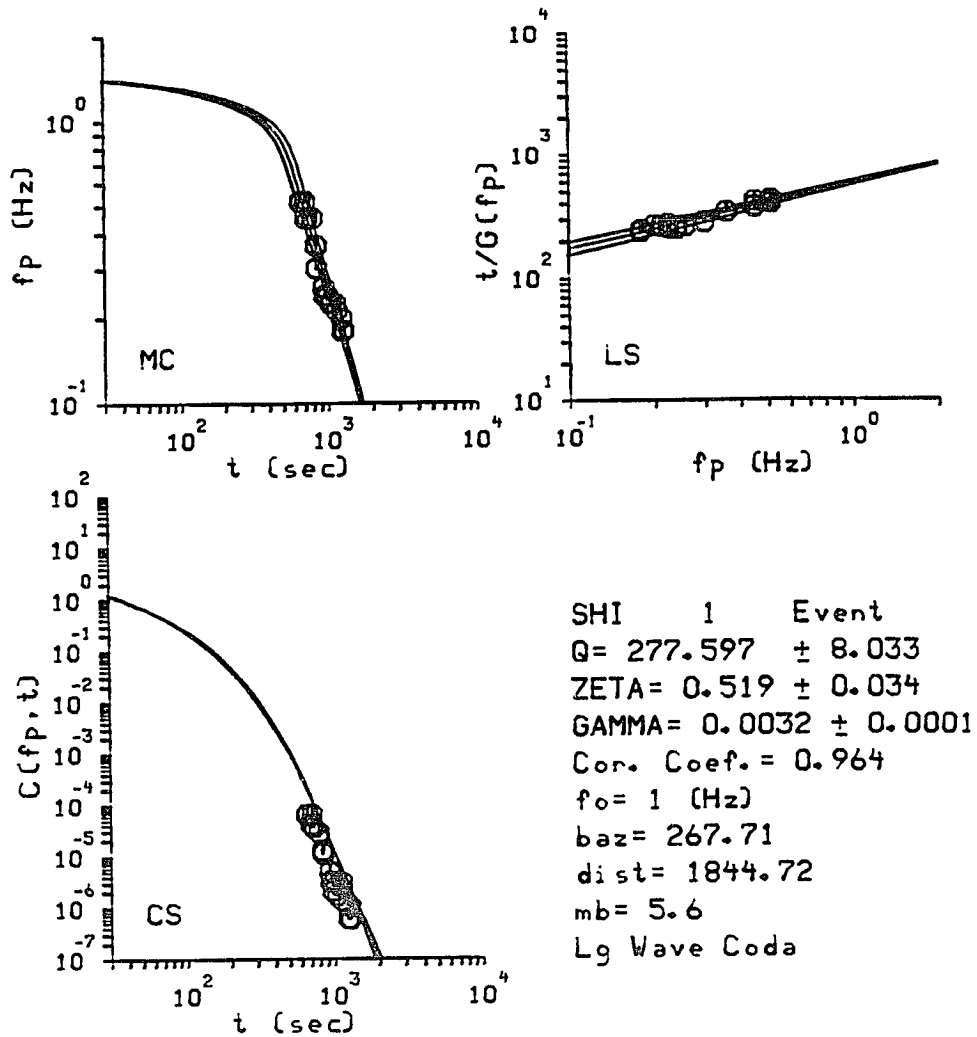 10^0
10^-1
fp (Hz)
MC
10^2 10^3 10^4
t (sec)
10^4
10^3
10^2
10^1
t/G(fp)
LS
10^-1 10^0
fp (Hz)
10^2
10^1
10^0
10^-1
10^-2
10^-3
10^-4
10^-5
10^-6
10^-7
C(fp,t)
CS
10^2 10^3 10^4
t (sec)
SHI 1 Event
Q= 277.597 ± 8.033
ZETA= 0.519 ± 0.034
GAMMA= 0.0032 ± 0.0001
Cor. Coef.= 0.964
fo= 1 (Hz)
baz= 267.71
dist= 1844.72
mb= 5.6
Lg Wave Coda